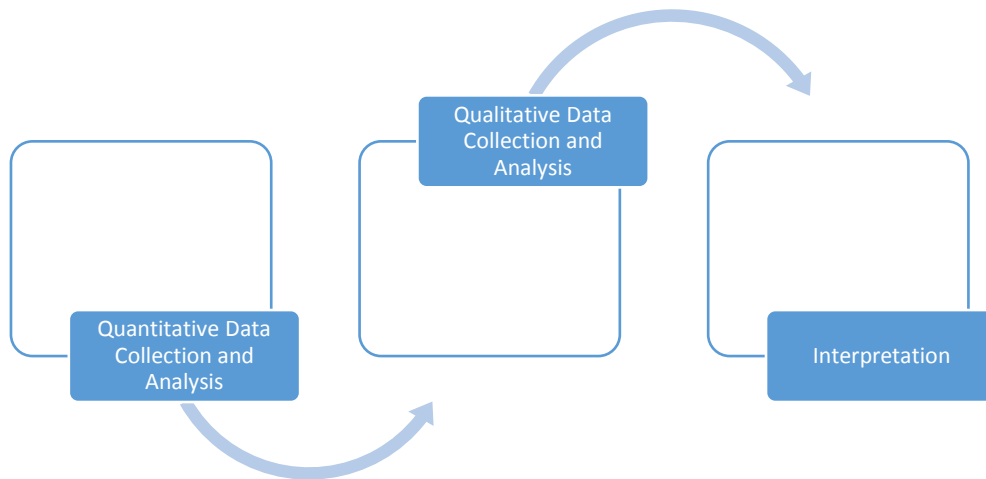 Quantitative Data
Collection and
Analysis
Qualitative Data
Collection and
Analysis
Interpretation